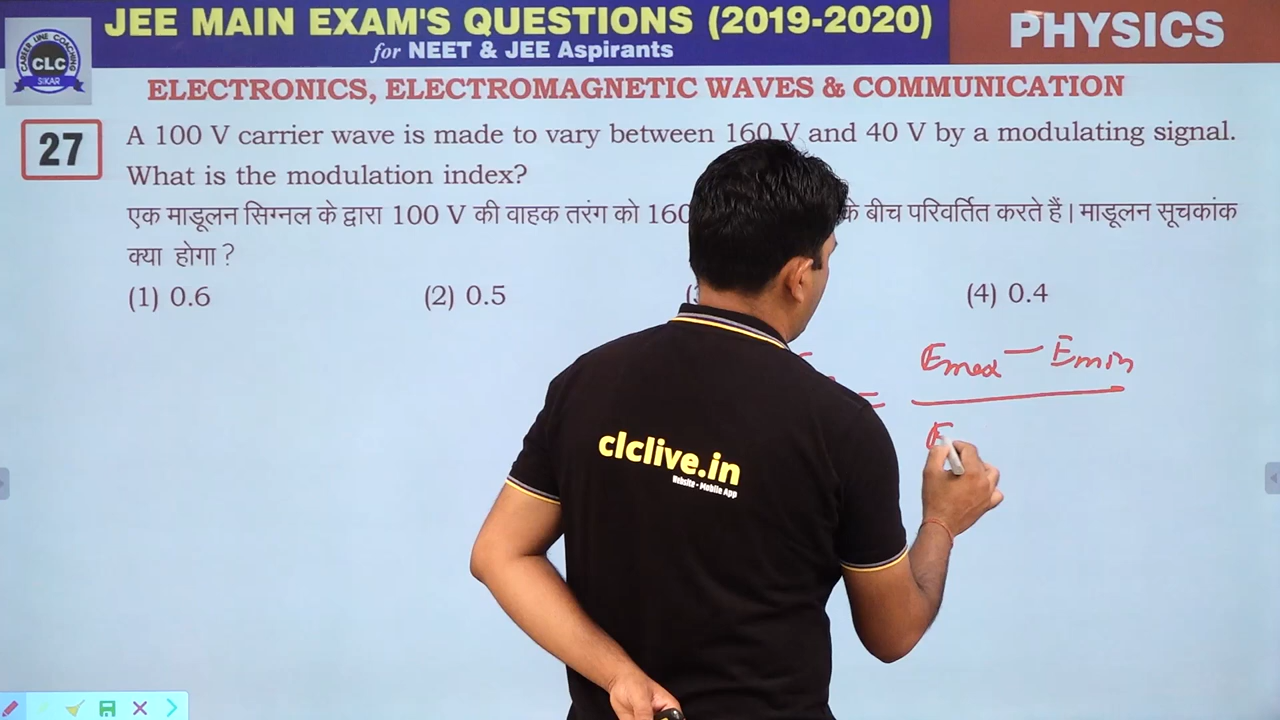 JEE MAIN EXAM'S QUESTIONS (2019-2020)
for NEET & JEE Aspirants
PHYSICS
CAREER LINE COACHING
CLC
SIKAR
ELECTRONICS, ELECTROMAGNETIC WAVES & COMMUNICATION
27
A 100 V carrier wave is made to vary between 160 V and 40 V by a modulating signal.
What is the modulation index?
एक माडूलन सिग्नल के द्वारा 100 V की वाहक तरंग को 160 के बीच परिवर्तित करते हैं। माडूलन सूचकांक
क्या होगा ?
(1) 0.6 (2) 0.5 (4) 0.4
= Emax - Emin
E
clclive.in
Website - Mobile App